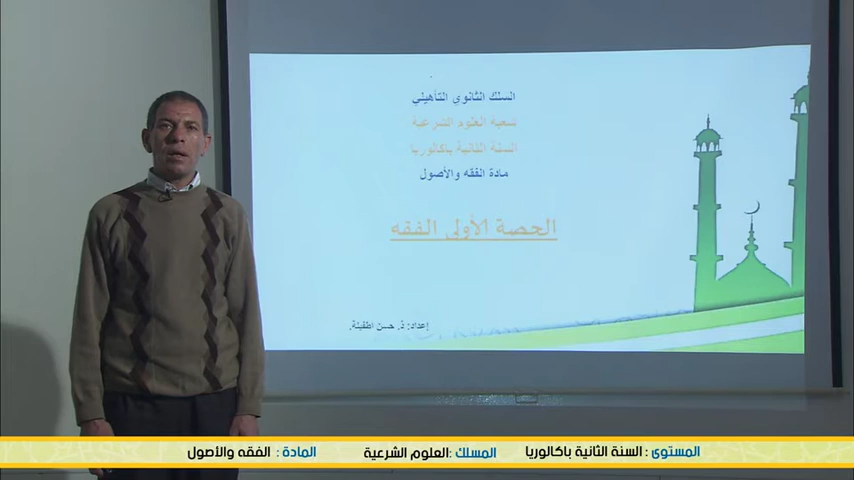 السلك الثانوي التأهيلي
شعبة العلوم الشرعية
السنة الثانية باكالوريا
مادة الفقه والأصول
الحصة الأولى الفقه
إعداد: ذ. حسن اطفيئة.
المستوى : السنة الثانية باكالوريا المسلك :العلوم الشرعية المادة : الفقه والأصول